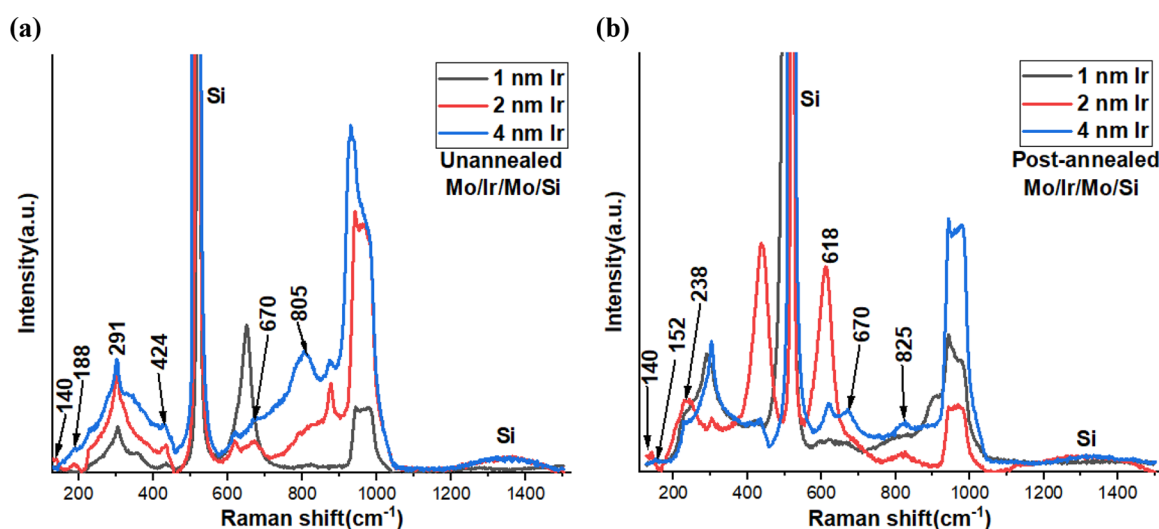 (a)
Si
1 nm Ir
2 nm Ir
4 nm Ir
Unannealed
Mo/Ir/Mo/Si
140
188
291
424
670
805
Si
Intensity(a.u.)
200 400 600 800 1000 1200 1400
Raman shift(cm-1)
(b)
Si
1 nm Ir
2 nm Ir
4 nm Ir
Post-annealed
Mo/Ir/Mo/Si
140
152
238
618
670
825
Si
Intensity(a.u.)
200 400 600 800 1000 1200 1400
Raman shift(cm-1)